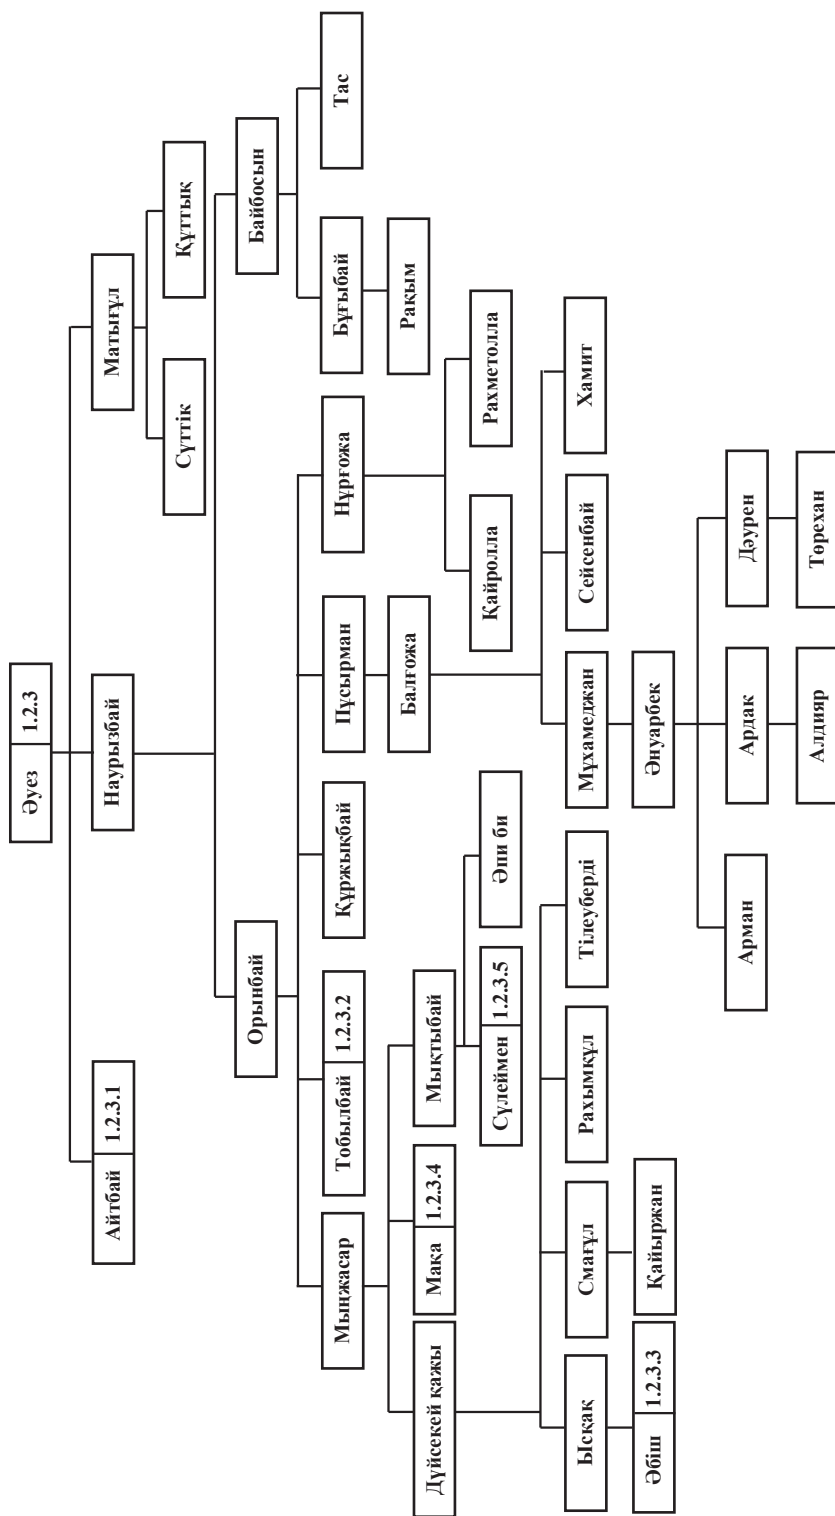 Әуез 1.2.3
Айтбай 1.2.3.1
Наурызбай
Матығұл
Сүттік
Құттық
Орынбай
Байбосын
Мыңжасар
Тобылбай 1.2.3.2
Құржықбай
Пұсырман
Нұрғожа
Бұғыбай
Тас
Дүйсекей қажы
Мақа 1.2.3.4
Мықтыбай
Балғожа
Рақым
Сүлеймен 1.2.3.5
Әпи би
Қайролла
Рахметолла
Ысқақ
Смағұл
Рахымқұл
Тілеуберді
Мұхамеджан
Сейсенбай
Хамит
Әбіш 1.2.3.3
Қайыржан
Әнуарбек
Арман
Ардак
Дәурен
Алдияр
Төрехан